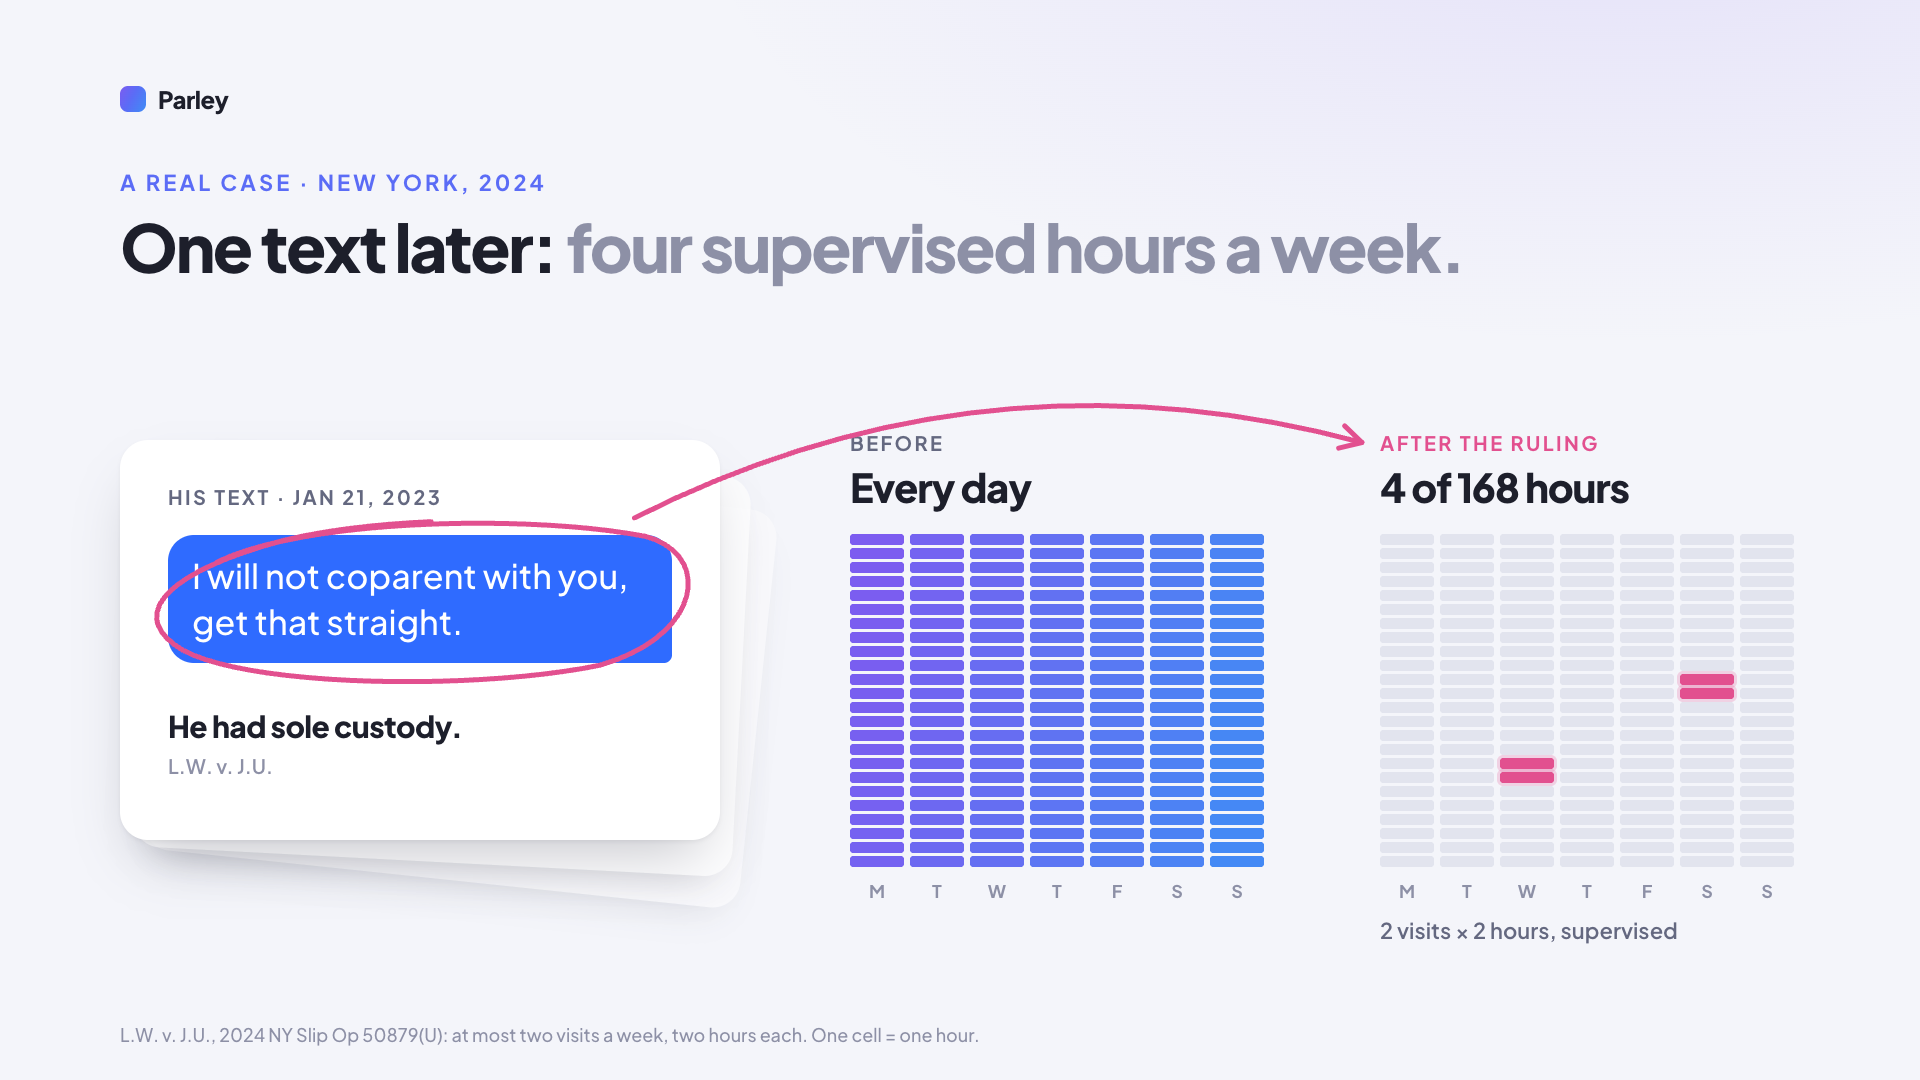 Parley
A REAL CASE · NEW YORK, 2024
One text later: four supervised hours a week.
HIS TEXT · JAN 21, 2023
I will not coparent with you,
get that straight.
He had sole custody.
L.W. v. J.U.
BEFORE
Every day
M T W T F S S
AFTER THE RULING
4 of 168 hours
M T W T F S S
2 visits × 2 hours, supervised
L.W. v. J.U., 2024 NY Slip Op 50879(U): at most two visits a week, two hours each. One cell = one hour.